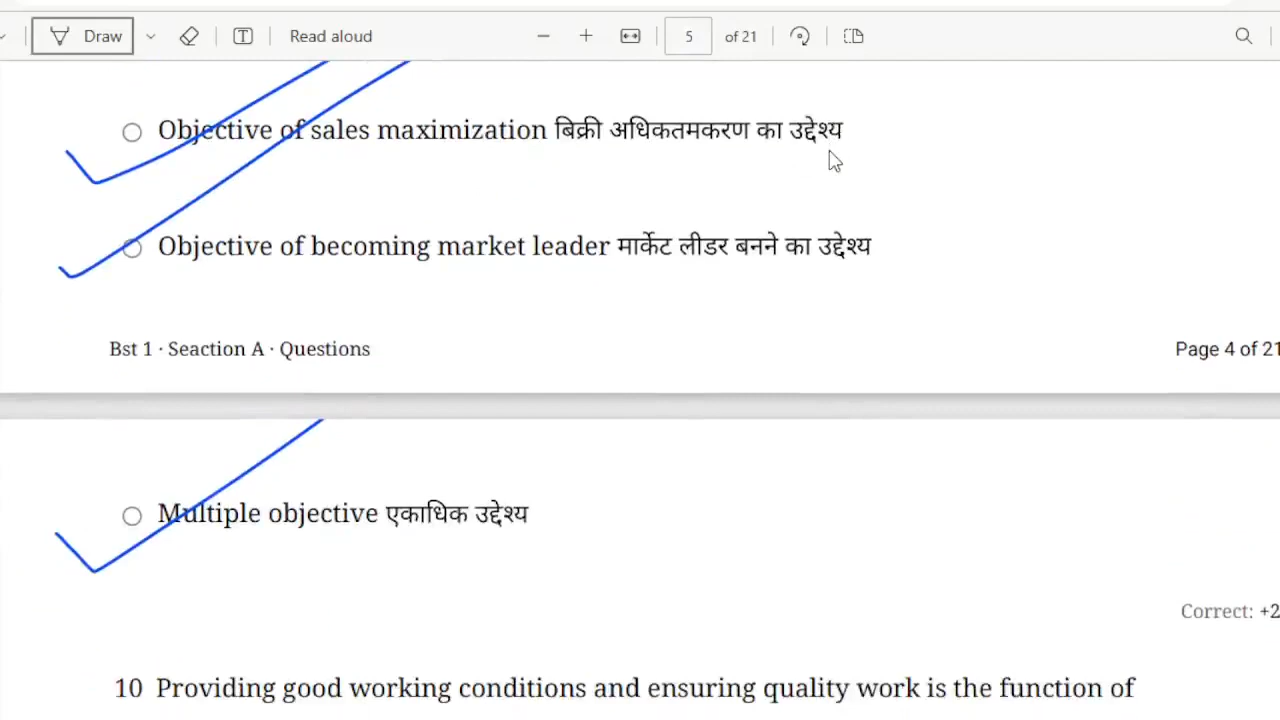 Draw
Read aloud
5 of 21
Objective of sales maximization बिक्री अधिकतमकरण का उद्देश्य
Objective of becoming market leader मार्केट लीडर बनने का उद्देश्य
Bst 1 · Seaction A · Questions
Page 4 of 21
Multiple objective एकाधिक उद्देश्य
Correct: +2
10 Providing good working conditions and ensuring quality work is the function of